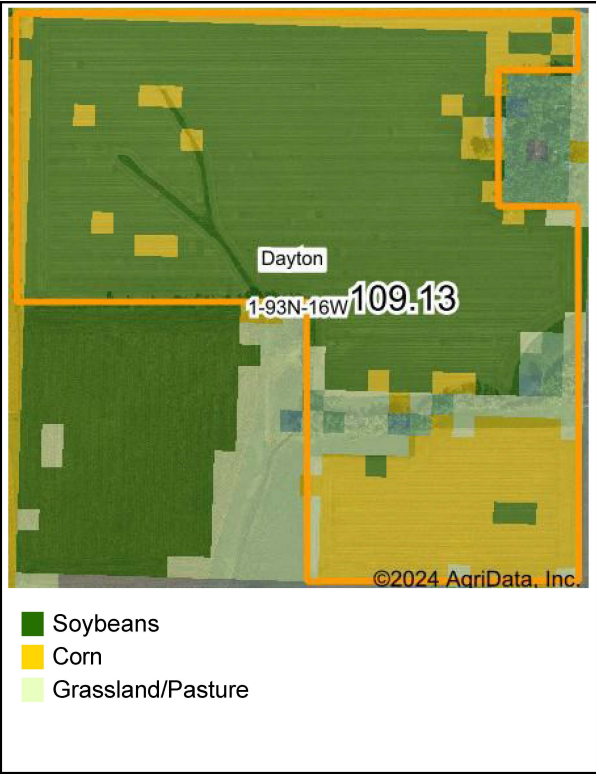 Dayton
1-93N-16W 109.13
©2024 AgriData, Inc.
Soybeans
Corn
Grassland/Pasture